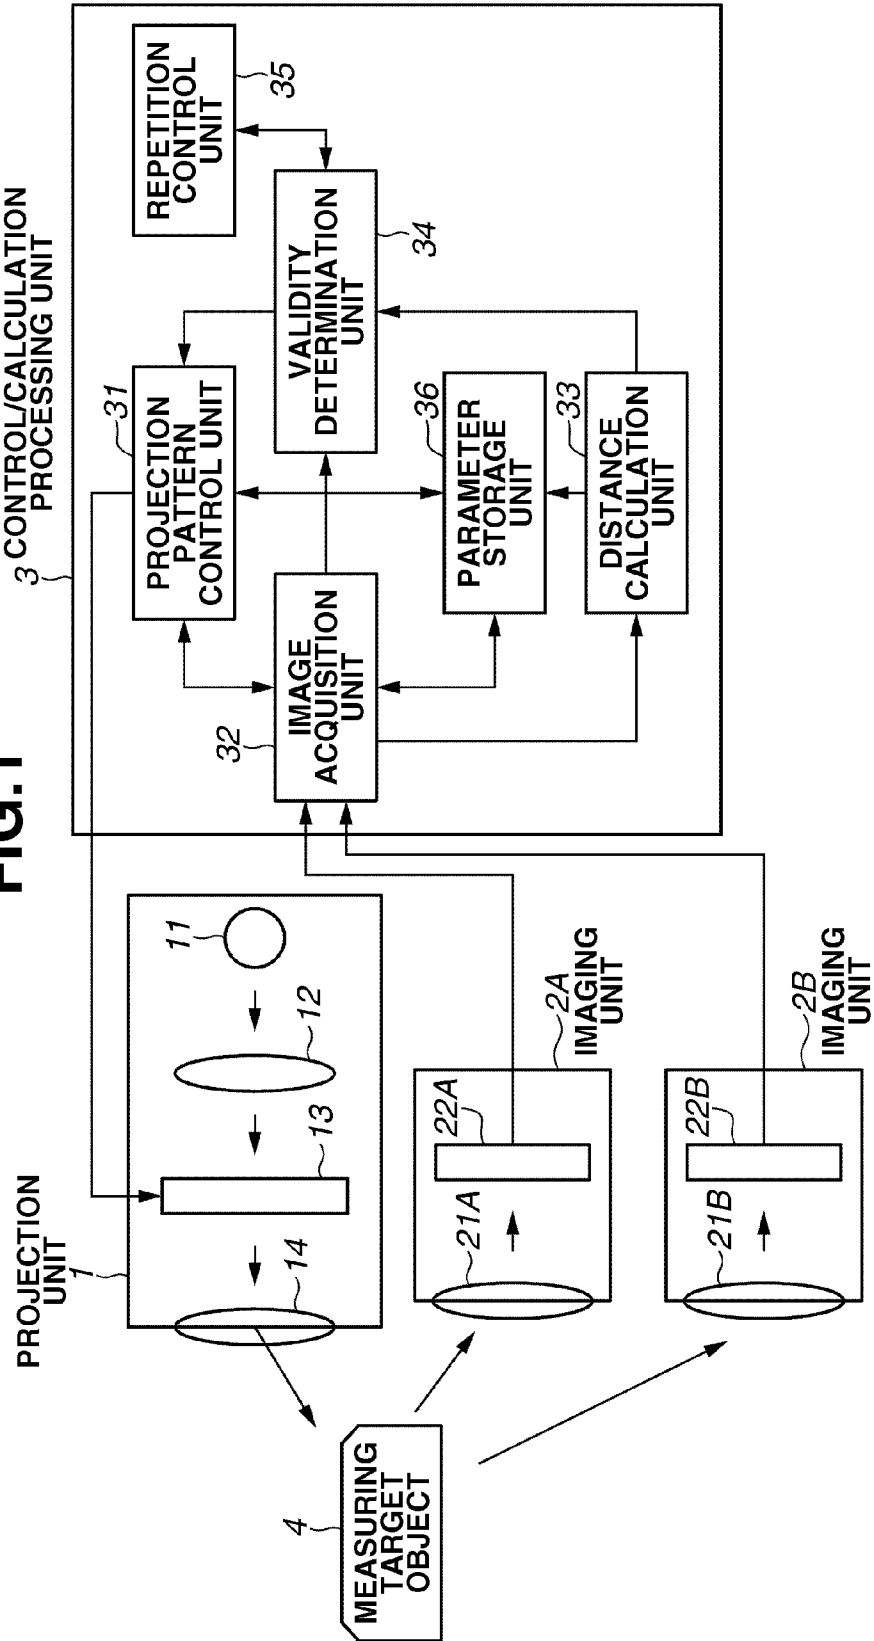 FIG.1
PROJECTION
UNIT
1
11
12
13
14
3
CONTROL/CALCULATION
PROCESSING UNIT
31
PROJECTION
PATTERN
CONTROL UNIT
REPETITION
CONTROL
UNIT
35
32
IMAGE
ACQUISITION
UNIT
VALIDITY
DETERMINATION
UNIT
34
36
PARAMETER
STORAGE
UNIT
33
DISTANCE
CALCULATION
UNIT
4
MEASURING
TARGET
OBJECT
21A
22A
2A
IMAGING
UNIT
21B
22B
2B
IMAGING
UNIT